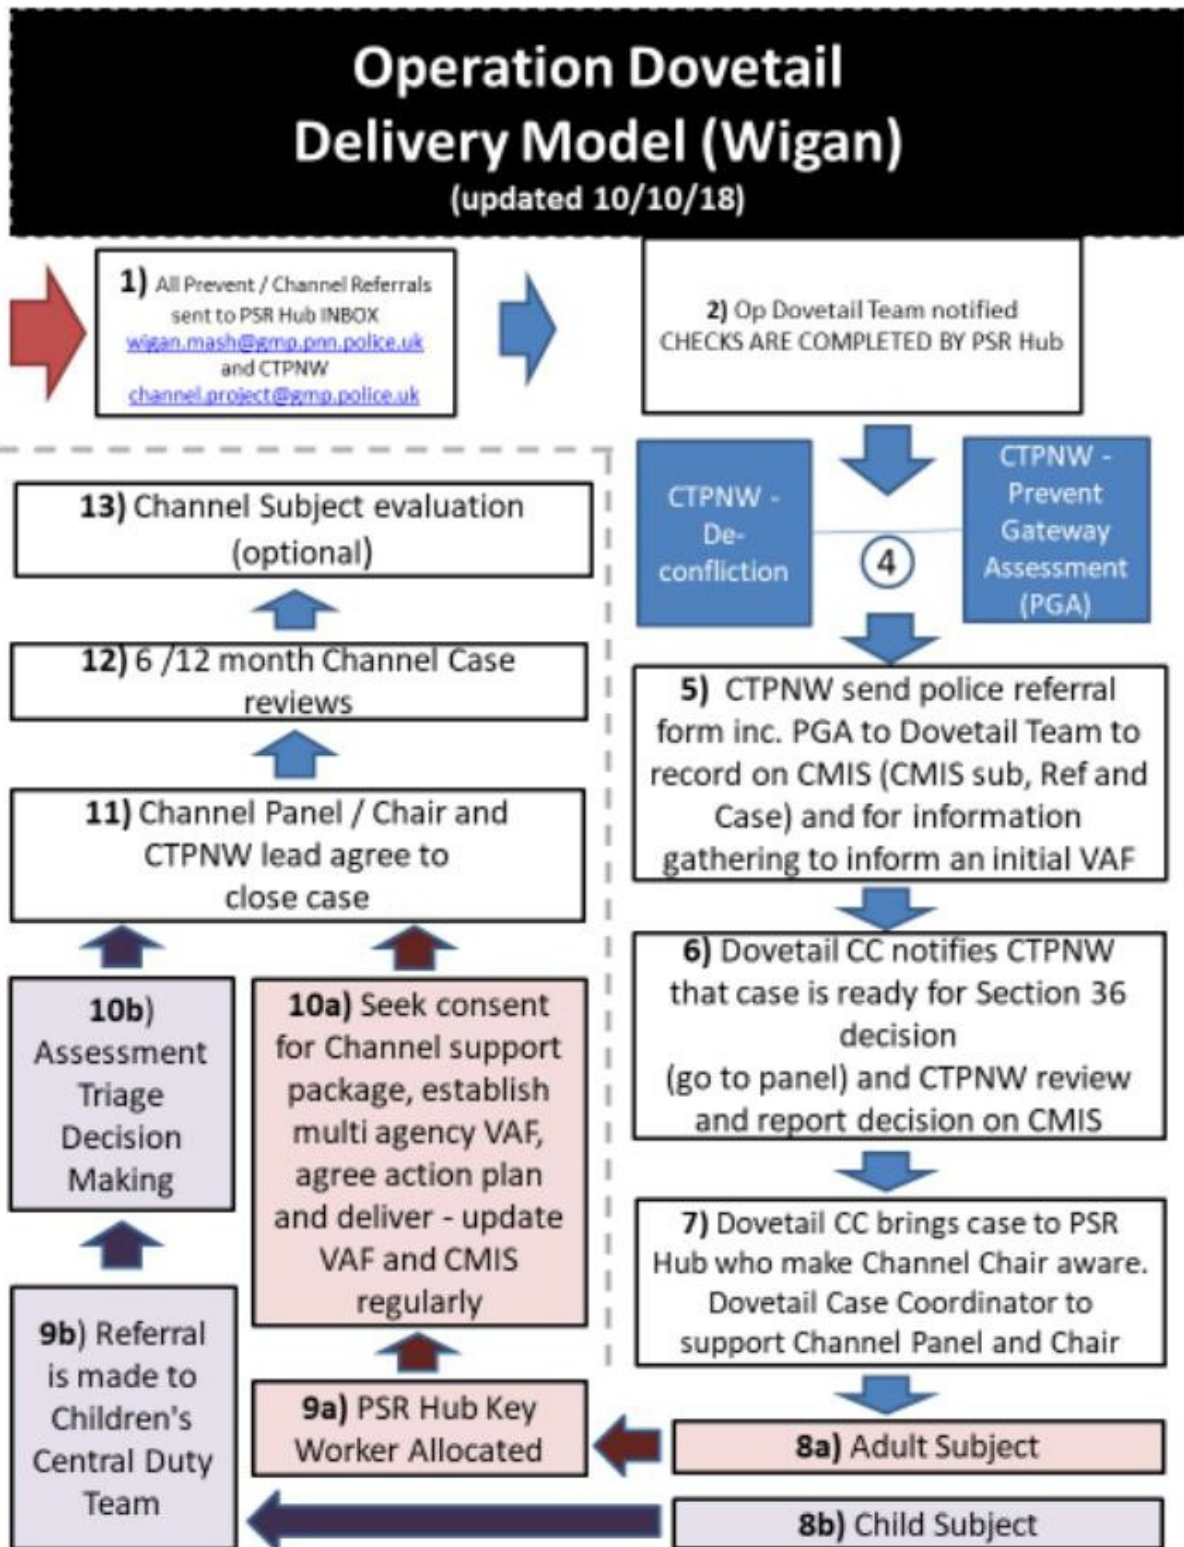 Operation Dovetail
Delivery Model (Wigan)
(updated 10/10/18)
1) All Prevent / Channel Referrals
sent to PSR Hub INBOX
wigan.mash@gmp.pnn.police.uk
and CTPNW
channel.project@gmp.police.uk
2) Op Dovetail Team notified
CHECKS ARE COMPLETED BY PSR Hub
CTPNW -
De-
confliction
4
CTPNW -
Prevent
Gateway
Assessment
(PGA)
5) CTPNW send police referral
form inc. PGA to Dovetail Team to
record on CMIS (CMIS sub, Ref and
Case) and for information
gathering to inform an initial VAF
6) Dovetail CC notifies CTPNW
that case is ready for Section 36
decision
(go to panel) and CTPNW review
and report decision on CMIS
7) Dovetail CC brings case to PSR
Hub who make Channel Chair aware.
Dovetail Case Coordinator to
support Channel Panel and Chair
8a) Adult Subject
8b) Child Subject
9a) PSR Hub Key
Worker Allocated
9b) Referral
is made to
Children's
Central Duty
Team
10a) Seek consent
for Channel support
package, establish
multi agency VAF,
agree action plan
and deliver - update
VAF and CMIS
regularly
10b)
Assessment
Triage
Decision
Making
11) Channel Panel / Chair and
CTPNW lead agree to
close case
12) 6 /12 month Channel Case
reviews
13) Channel Subject evaluation
(optional)